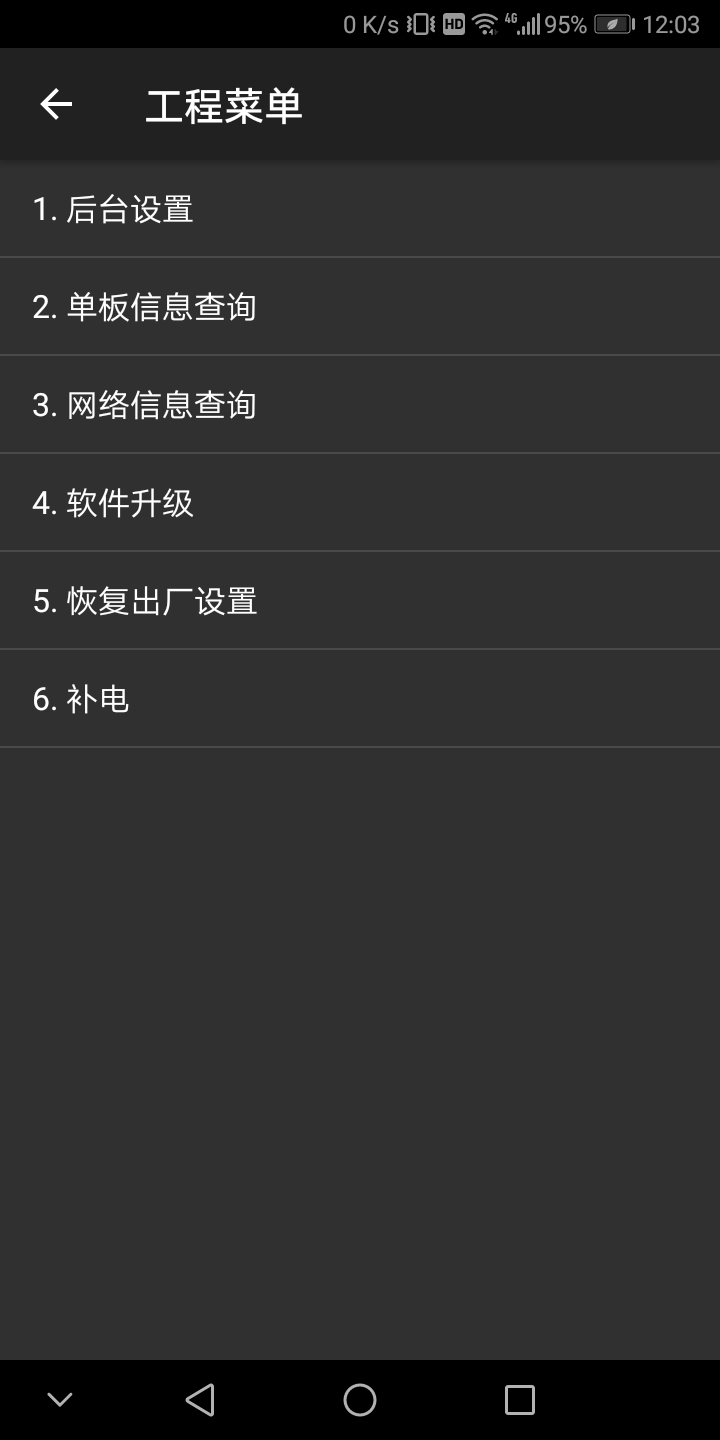 0 K/s HD 4G 95% 12:03
工程菜单
1. 后台设置
2. 单板信息查询
3. 网络信息查询
4. 软件升级
5. 恢复出厂设置
6. 补电